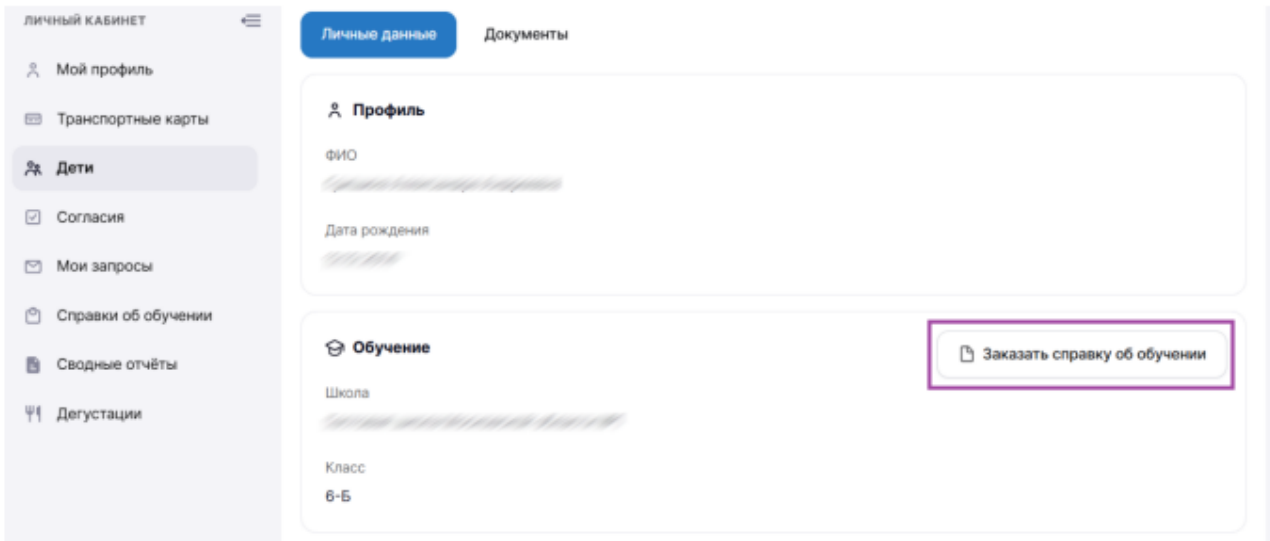 ЛИЧНЫЙ КАБИНЕТ
Мой профиль
Транспортные карты
Дети
Согласия
Мои запросы
Справки об обучении
Сводные отчёты
Дегустации
Личные данные
Документы
Профиль
ФИО
Дата рождения
Обучение
Заказать справку об обучении
Школа
Класс
6-Б